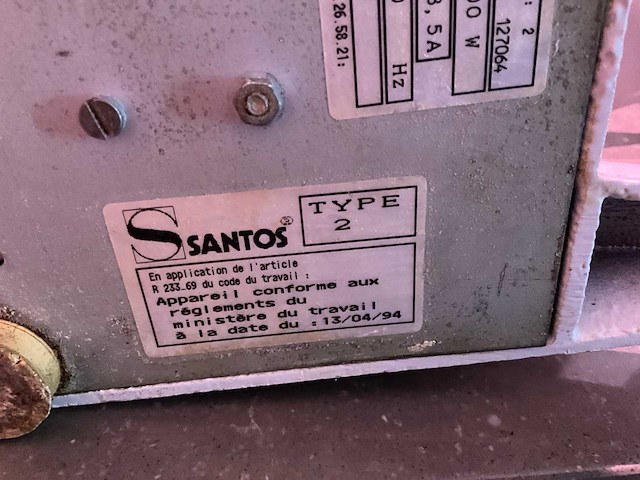 : 2
127064
00 W
3,5A
0 Hz
26.58.21:
S
SANTOS®
TYPE
2
En application de l'article
R 233.69 du code du travail :
Appareil conforme aux
règlements du
ministère du travail
à la date du : 13/04/94